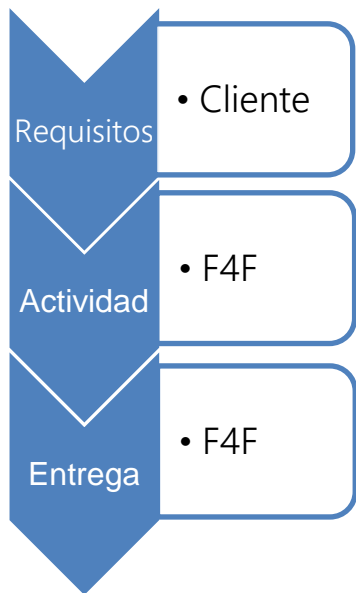 Requisitos
• Cliente
Actividad
• F4F
Entrega
• F4F